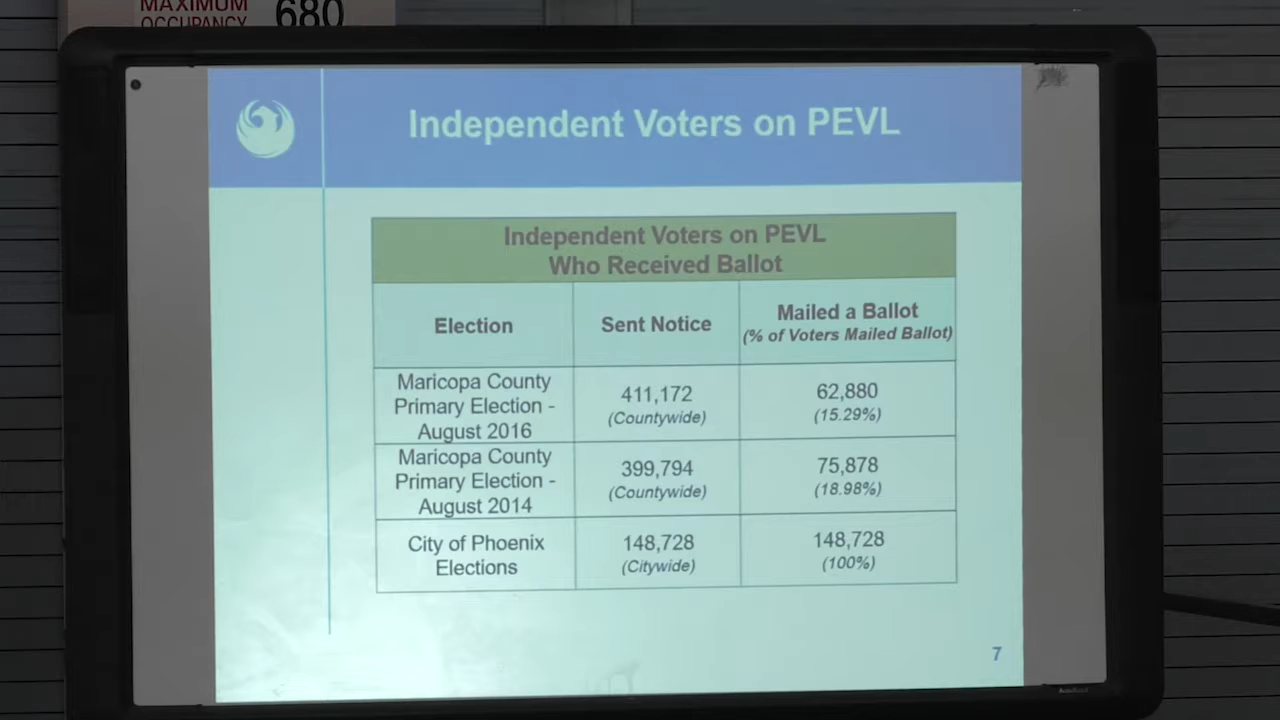 MAXIMUM
OCCUPANCY 680
Independent Voters on PEVL
Independent Voters on PEVL
Who Received Ballot
Election
Sent Notice
Mailed a Ballot
(% of Voters Mailed Ballot)
Maricopa County
Primary Election -
August 2016
411,172
(Countywide)
62,880
(15.29%)
Maricopa County
Primary Election -
August 2014
399,794
(Countywide)
75,878
(18.98%)
City of Phoenix
Elections
148,728
(Citywide)
148,728
(100%)
7